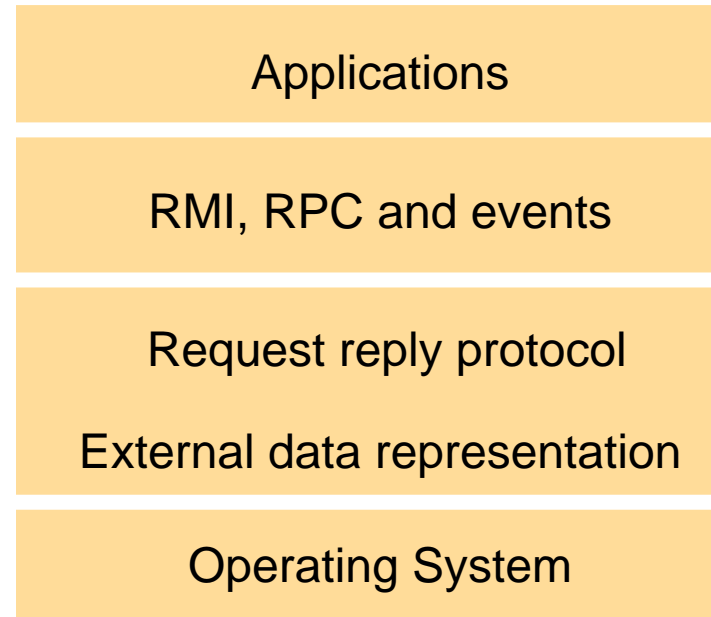 Applications
RMI, RPC and events
Request reply protocol
External data representation
Operating System